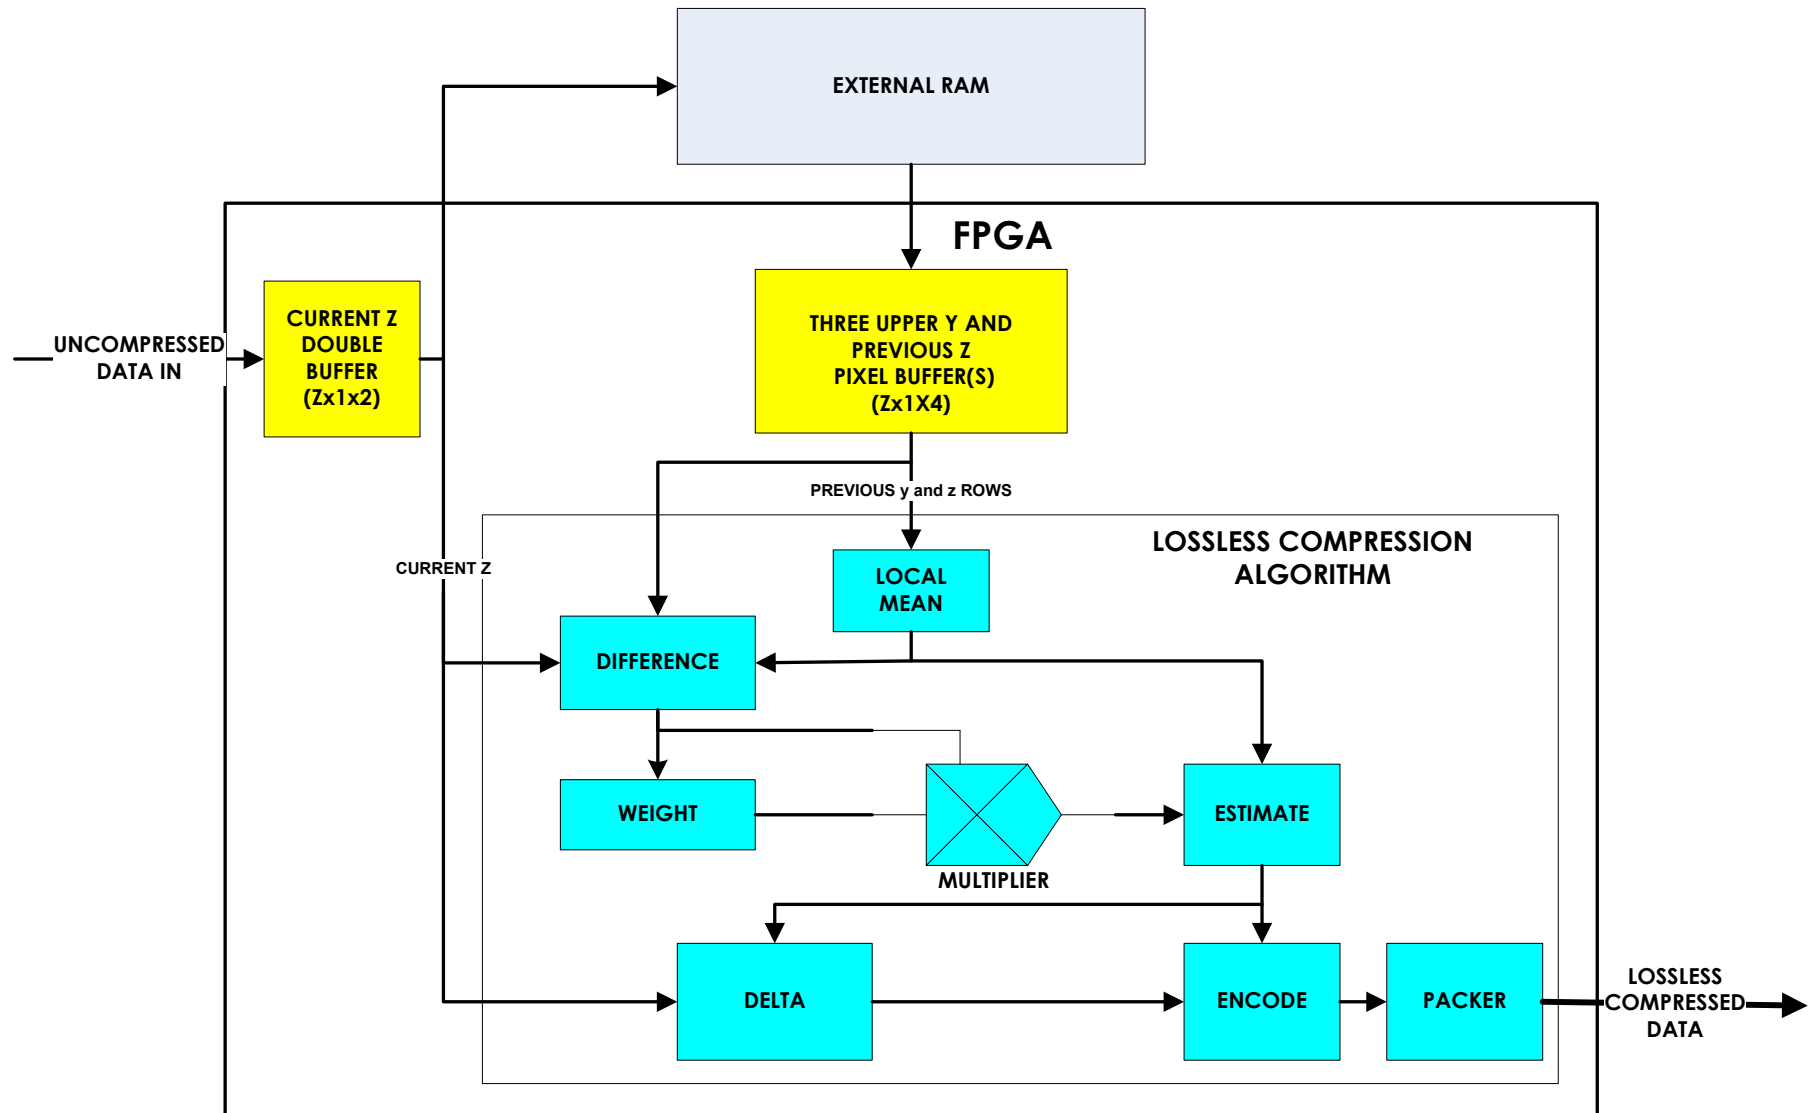 EXTERNAL RAM
FPGA
UNCOMPRESSED
DATA IN
CURRENT Z
DOUBLE
BUFFER
(Zx1x2)
THREE UPPER Y AND
PREVIOUS Z
PIXEL BUFFER(S)
(Zx1X4)
PREVIOUS y and z ROWS
LOSSLESS COMPRESSION
ALGORITHM
CURRENT Z
LOCAL
MEAN
DIFFERENCE
WEIGHT
MULTIPLIER
ESTIMATE
DELTA
ENCODE
PACKER
LOSSLESS
COMPRESSED
DATA